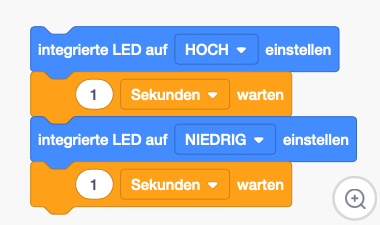 integrierte LED auf HOCH einstellen
1 Sekunden warten
integrierte LED auf NIEDRIG einstellen
1 Sekunden warten